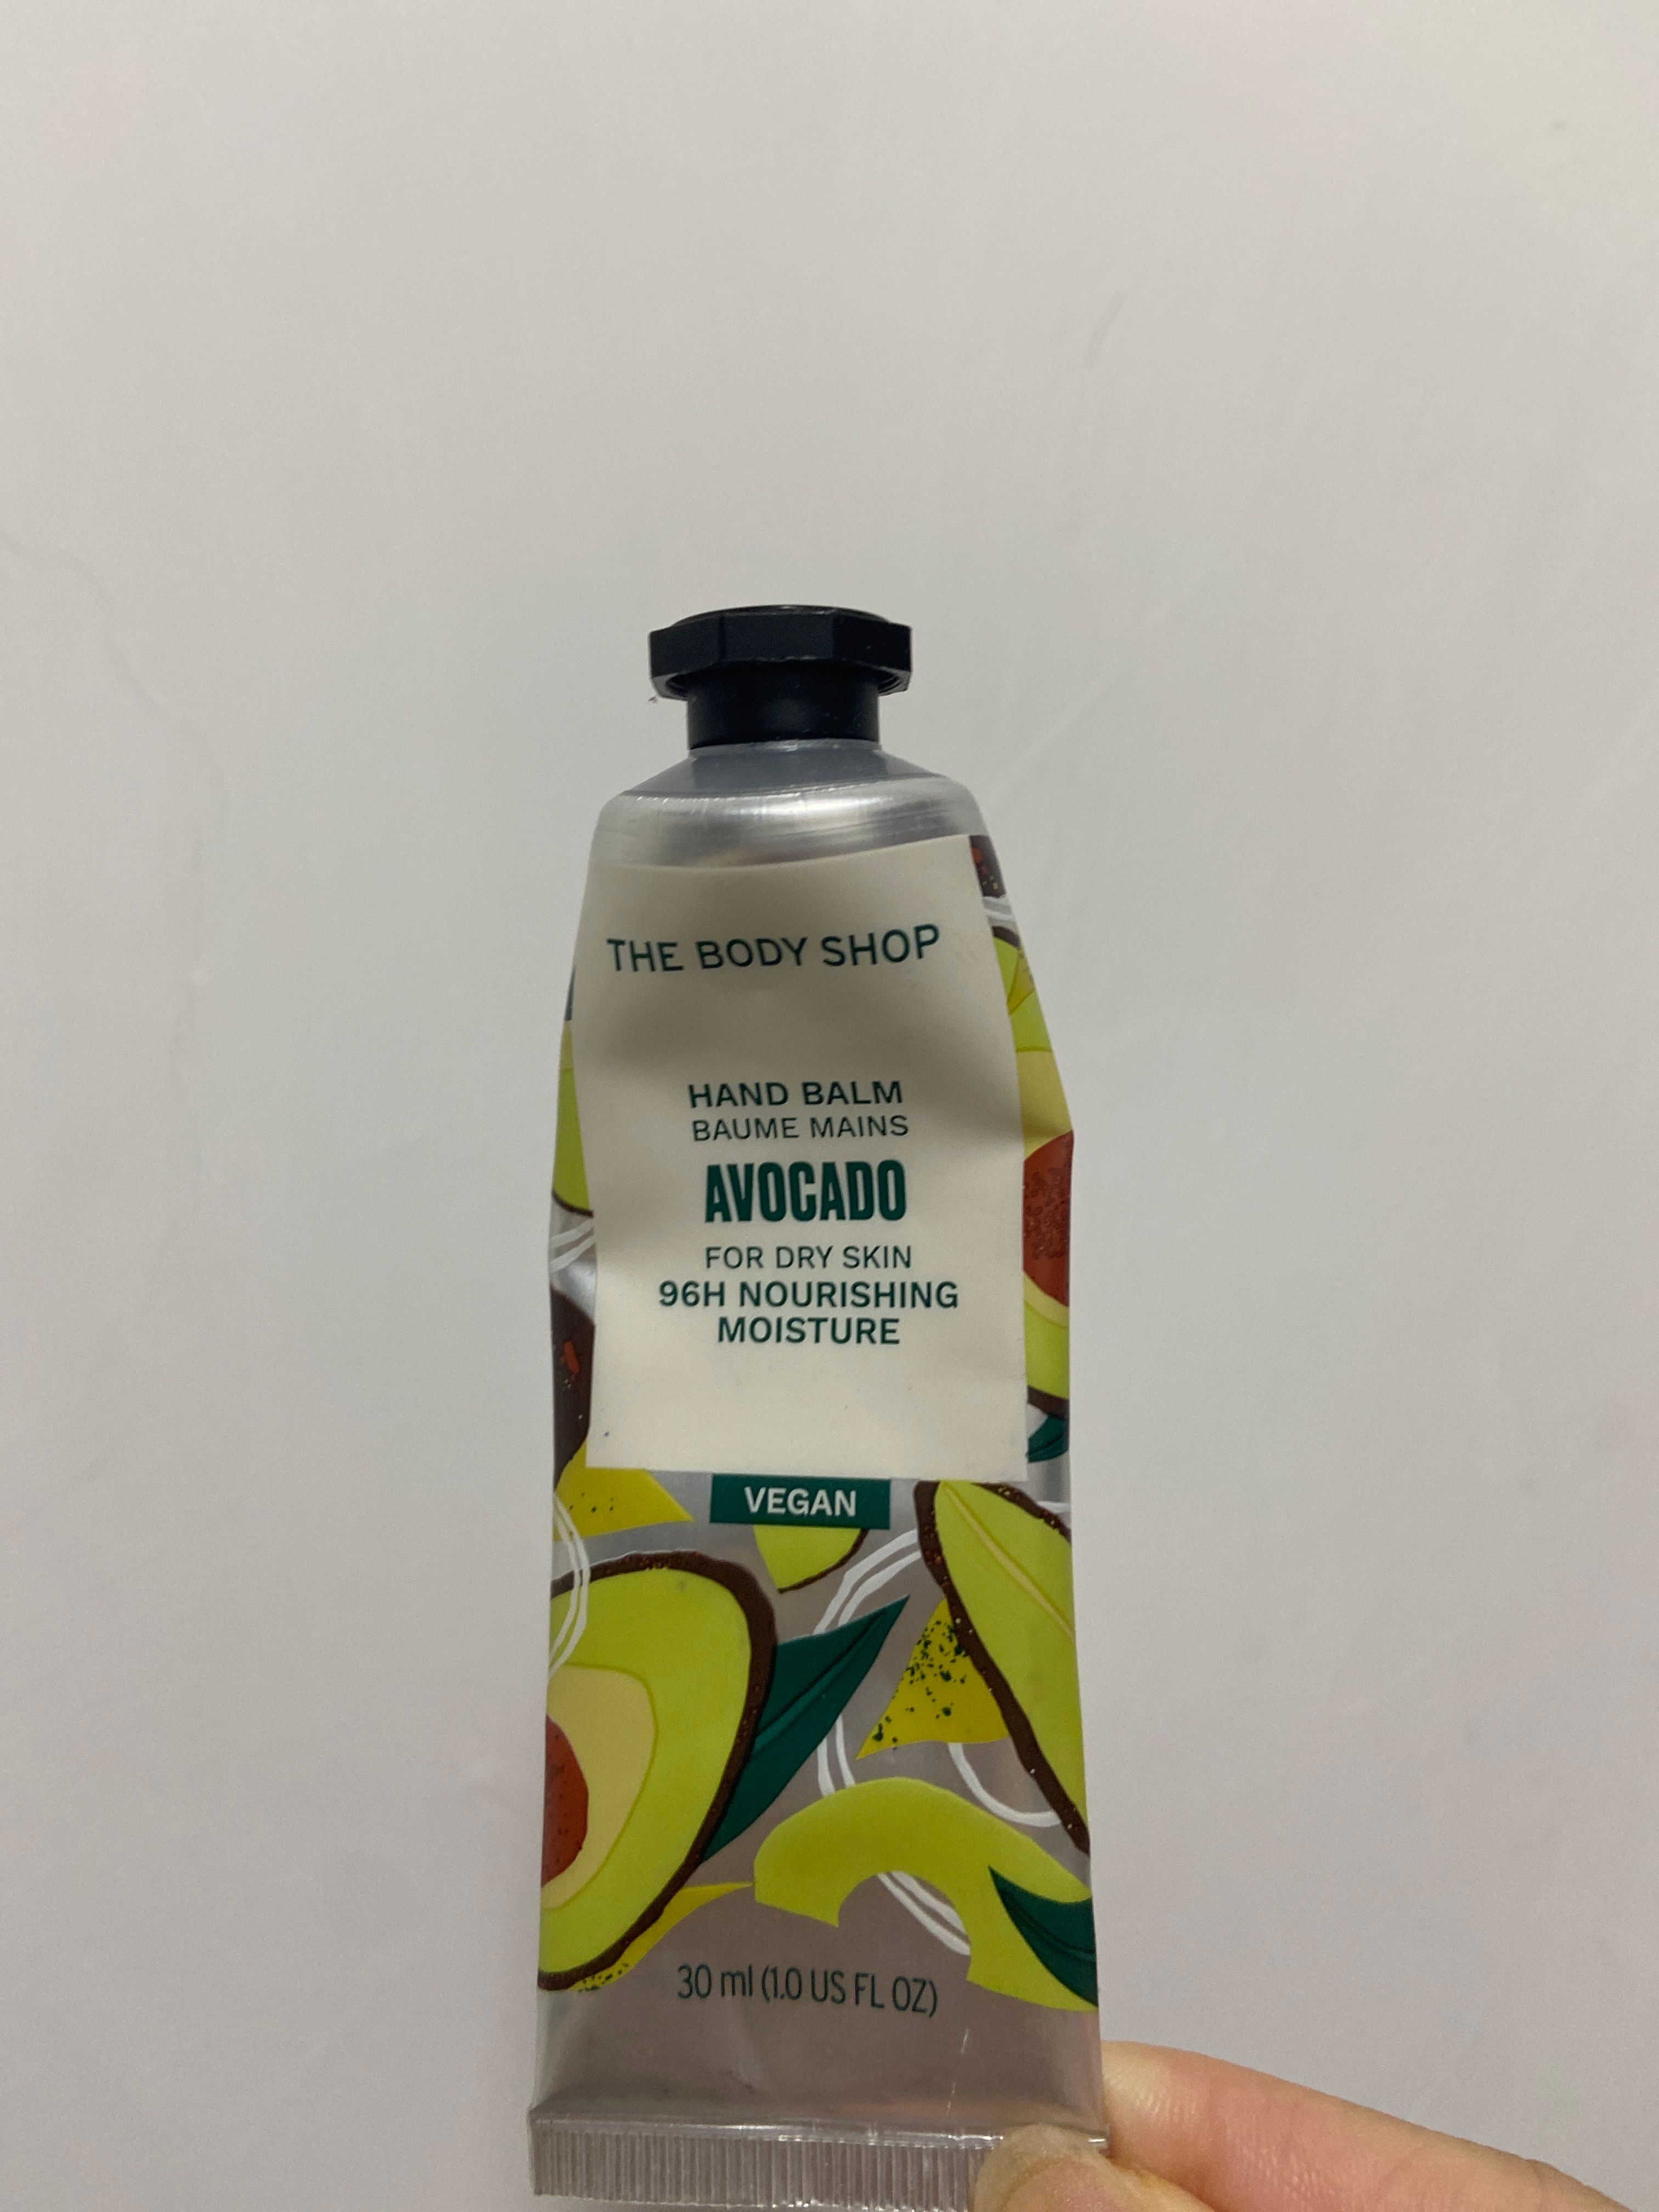 THE BODY SHOP
HAND BALM
BAUME MAINS
AVOCADO
FOR DRY SKIN
96H NOURISHING
MOISTURE
VEGAN
30 ml (1.0 US FL OZ)